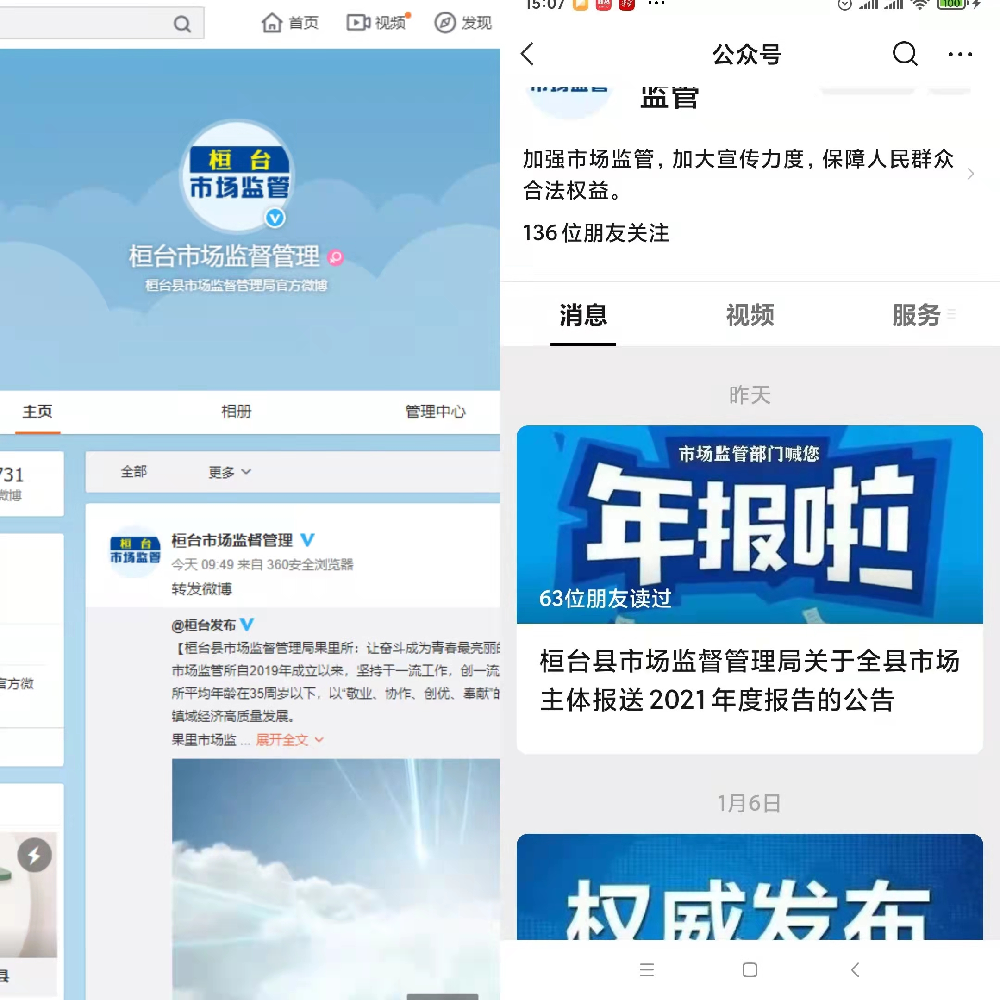 首页
视频
发现
桓台
市场监管
桓台市场监督管理
桓台县市场监督管理局官方微博
主页
相册
管理中心
731
微博
全部
更多
官方微
桓台
市场监管
桓台市场监督管理
今天 09:49 来自 360安全浏览器
转发微博
@桓台发布
【桓台县市场监督管理局果里所：让奋斗成为青春最亮丽的
市场监管所自2019年成立以来，坚持干一流工作，创一流
所平均年龄在35周岁以下，以“敬业、协作、创优、奉献”的
镇域经济高质量发展。
果里市场监 ... 展开全文
县
15:07
100
公众号
市场监管
监管
加强市场监管，加大宣传力度，保障人民群众
合法权益。
136位朋友关注
消息
视频
服务
昨天
市场监管部门喊您
年报啦
63位朋友读过
桓台县市场监督管理局关于全县市场
主体报送2021年度报告的公告
1月6日
权威发布